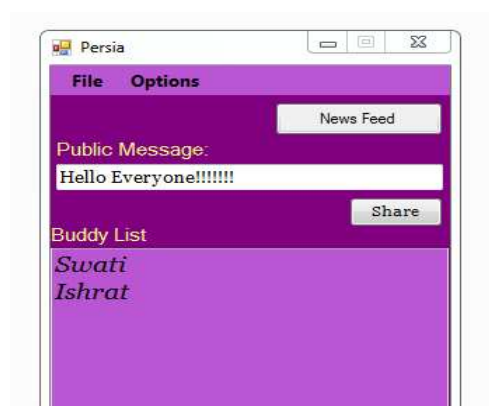 Persia
File Options
News Feed
Public Message:
Hello Everyone!!!!!!!
Share
Buddy List
Swati
Ishrat